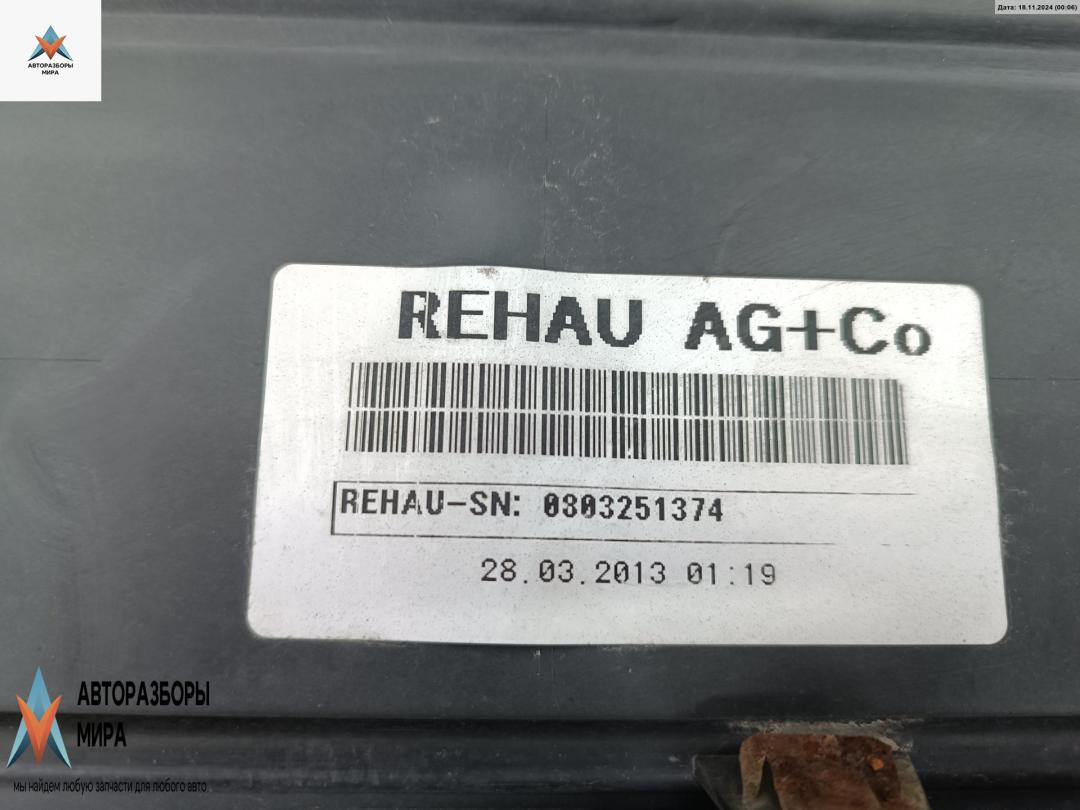 Дата: 18.11.2024 (00:06)
АВТОРАЗБОРЫ
МИРА
REHAU AG+Co
REHAU-SN: 0303251374
28.03.2013 01:19
АВТОРАЗБОРЫ
МИРА
мы найдем любую запчасти для любого авто